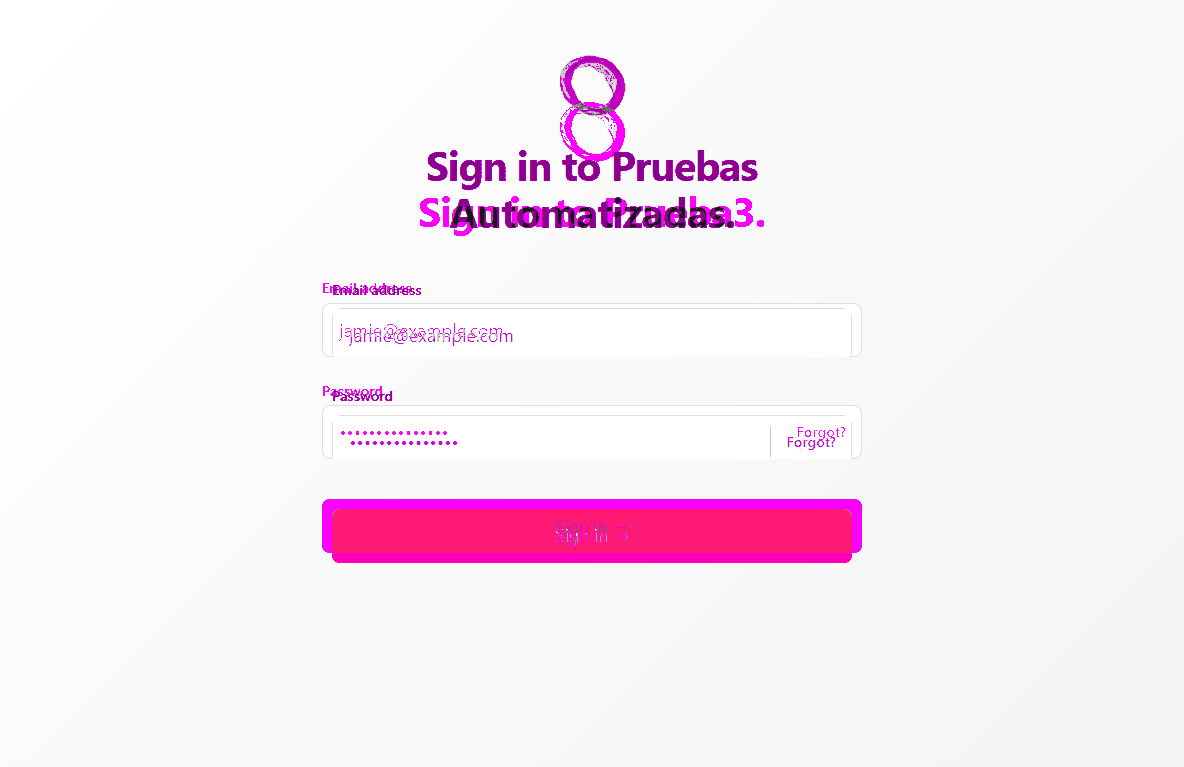 Sign in to Pruebas
Automatizadas.
Sign in to Prueba3.
Email address
Email address
jamie@example.com
jamie@example.com
Password
Password
•••••••••••••••
•••••••••••••••
Forgot?
Forgot?
Sign in →
Sign in →